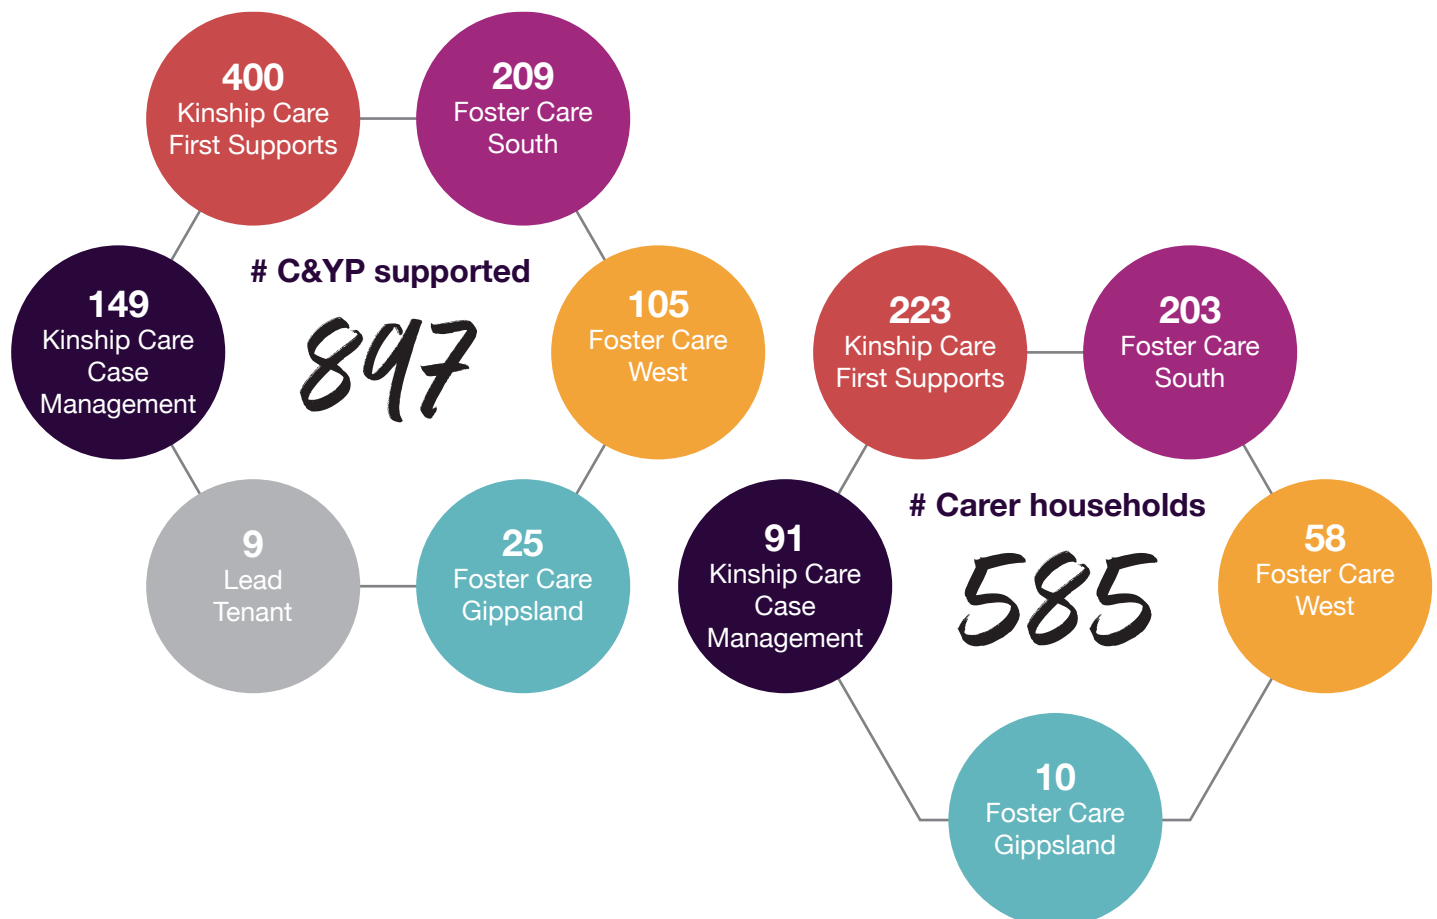 400
Kinship Care
First Supports
209
Foster Care
South
# C&YP supported
897
149
Kinship Care
Case
Management
105
Foster Care
West
9
Lead
Tenant
25
Foster Care
Gippsland
223
Kinship Care
First Supports
203
Foster Care
South
# Carer households
585
91
Kinship Care
Case
Management
58
Foster Care
West
10
Foster Care
Gippsland